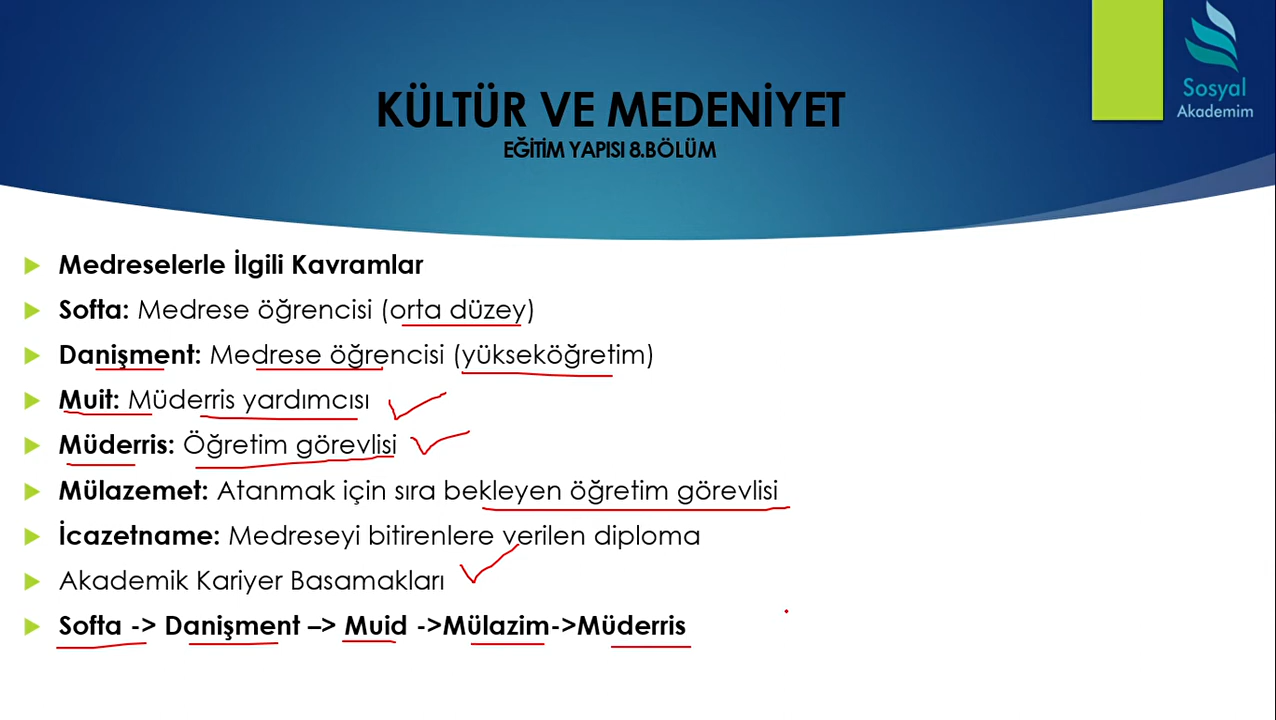 Sosyal
Akademim
KÜLTÜR VE MEDENİYET
EĞİTİM YAPISI 8.BÖLÜM
Medreselerle İlgili Kavramlar
Softa: Medrese öğrencisi (orta düzey)
Danişment: Medrese öğrencisi (yükseköğretim)
Muit: Müderris yardımcısı
Müderris: Öğretim görevlisi
Mülazemet: Atanmak için sıra bekleyen öğretim görevlisi
İcazetname: Medreseyi bitirenlere verilen diploma
Akademik Kariyer Basamakları
Softa -> Danişment –> Muid ->Mülazim->Müderris